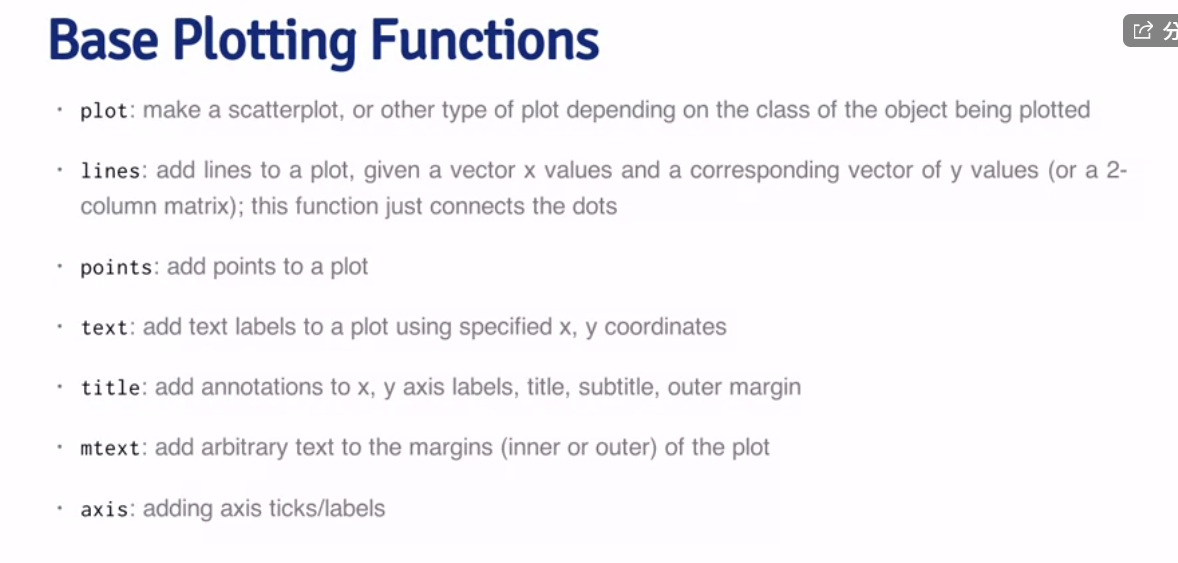 Base Plotting Functions
分
· plot: make a scatterplot, or other type of plot depending on the class of the object being plotted
· lines: add lines to a plot, given a vector x values and a corresponding vector of y values (or a 2-
column matrix); this function just connects the dots
· points: add points to a plot
· text: add text labels to a plot using specified x, y coordinates
· title: add annotations to x, y axis labels, title, subtitle, outer margin
· mtext: add arbitrary text to the margins (inner or outer) of the plot
· axis: adding axis ticks/labels